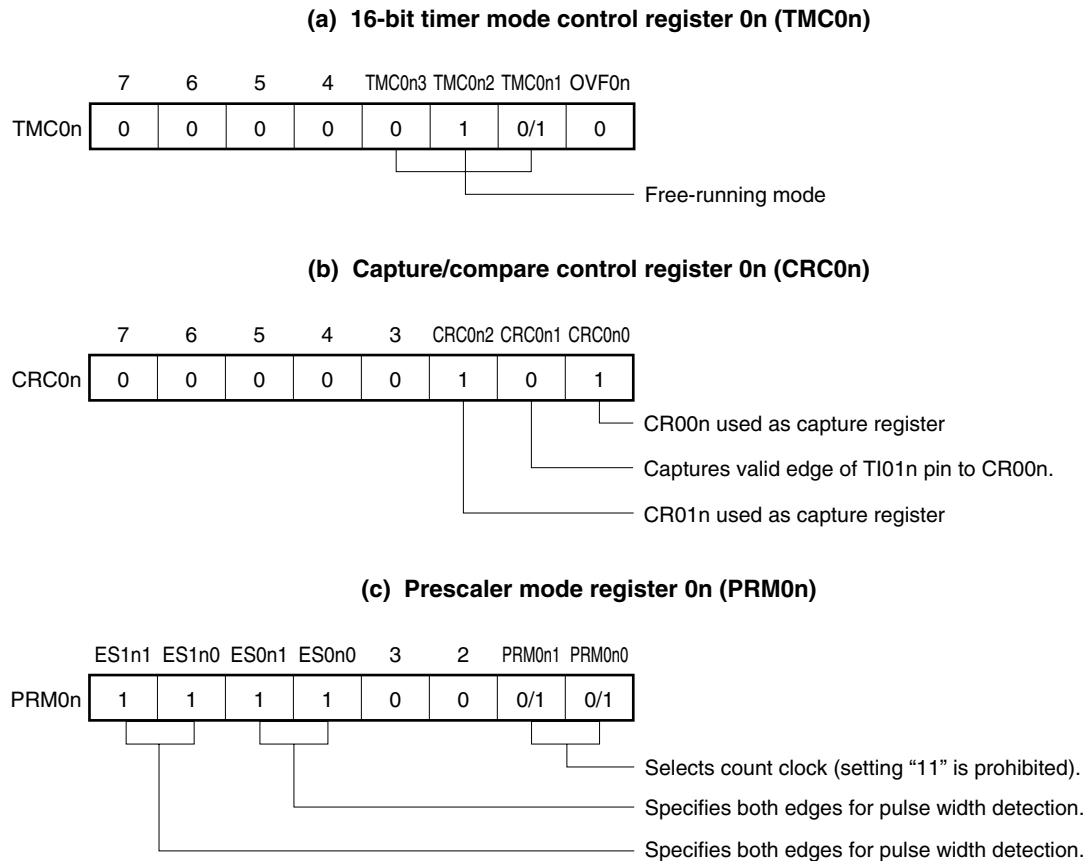 (a) 16-bit timer mode control register 0n (TMC0n)
7 6 5 4 TMC0n3 TMC0n2 TMC0n1 OVF0n
TMC0n 0 0 0 0 0 1 0/1 0
Free-running mode
(b) Capture/compare control register 0n (CRC0n)
7 6 5 4 3 CRC0n2 CRC0n1 CRC0n0
CRC0n 0 0 0 0 0 1 0 1
CR00n used as capture register
Captures valid edge of TI01n pin to CR00n.
CR01n used as capture register
(c) Prescaler mode register 0n (PRM0n)
ES1n1 ES1n0 ES0n1 ES0n0 3 2 PRM0n1 PRM0n0
PRM0n 1 1 1 1 0 0 0/1 0/1
Selects count clock (setting “11” is prohibited).
Specifies both edges for pulse width detection.
Specifies both edges for pulse width detection.